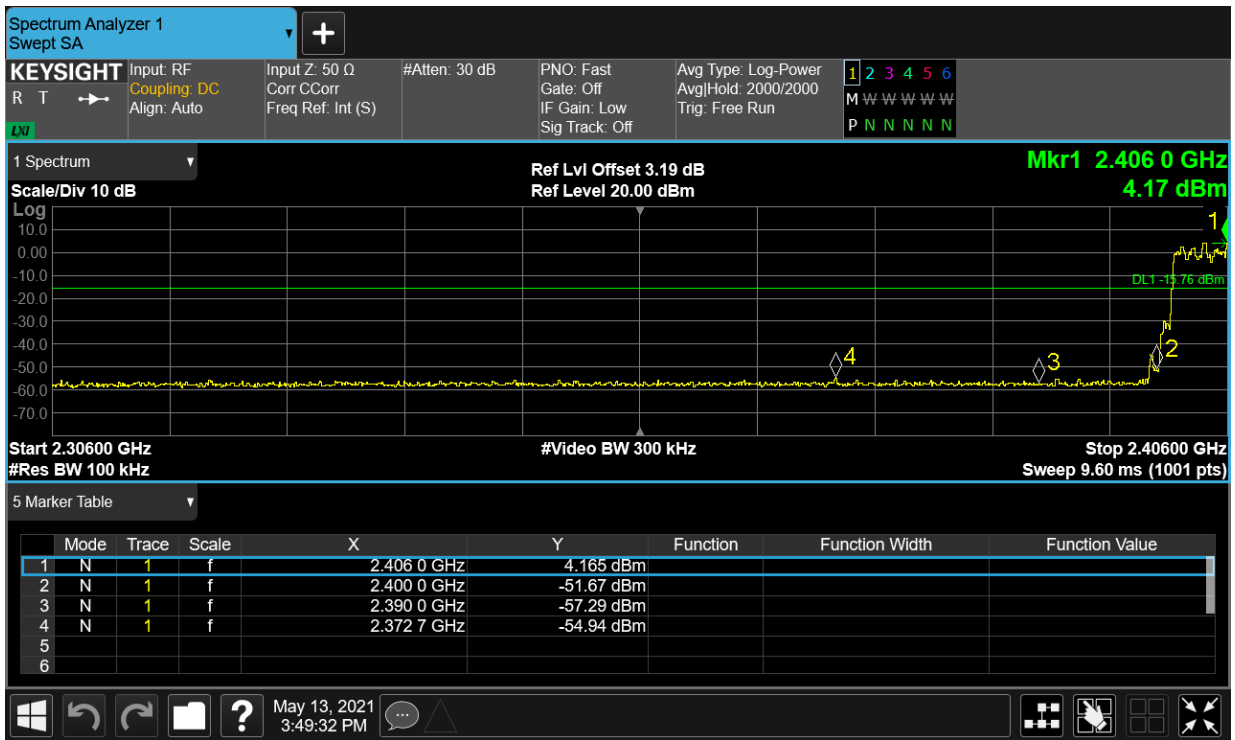 Spectrum Analyzer 1
Swept SA
KEYSIGHT Input: RF Input Z: 50 Ω #Atten: 30 dB PNO: Fast Avg Type: Log-Power 1 2 3 4 5 6
R T Coupling: DC Corr CCorr Gate: Off Avg|Hold: 2000/2000 M W W W W W
Align: Auto Freq Ref: Int (S) IF Gain: Low Trig: Free Run
LXI Sig Track: Off P N N N N N
1 Spectrum Ref Lvl Offset 3.19 dB Mkr1 2.406 0 GHz
Scale/Div 10 dB Ref Level 20.00 dBm 4.17 dBm
Log
1
10.0
0.00
-10.0
DL1 -15.76 dBm
-20.0
-30.0
-40.0
4 3 2
-50.0
-60.0
-70.0
Start 2.30600 GHz #Video BW 300 kHz Stop 2.40600 GHz
#Res BW 100 kHz Sweep 9.60 ms (1001 pts)
5 Marker Table
Mode Trace Scale X Y Function Function Width Function Value
1 N 1 f 2.406 0 GHz 4.165 dBm
2 N 1 f 2.400 0 GHz -51.67 dBm
3 N 1 f 2.390 0 GHz -57.29 dBm
4 N 1 f 2.372 7 GHz -54.94 dBm
5
6
? May 13, 2021
3:49:32 PM